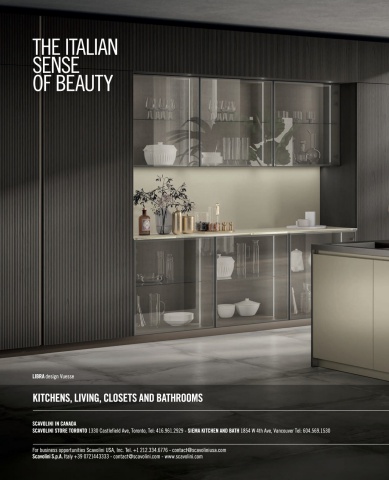 THE ITALIAN
SENSE
OF BEAUTY
LIBRA design Vuesse
KITCHENS, LIVING, CLOSETS AND BATHROOMS
SCAVOLINI IN CANADA
SCAVOLINI STORE TORONTO 1330 Castlefield Ave, Toronto, Tel: 416.961.2929 - SIEMA KITCHEN AND BATH 1854 W 4th Ave, Vancouver Tel: 604.569.1530
For business opportunities Scavolini USA, Inc. Tel. +1 212.334.6776 - contact@scavoliniusa.com
Scavolini S.p.A. Italy +39 0721443333 - contact@scavolini.com - www.scavolini.com